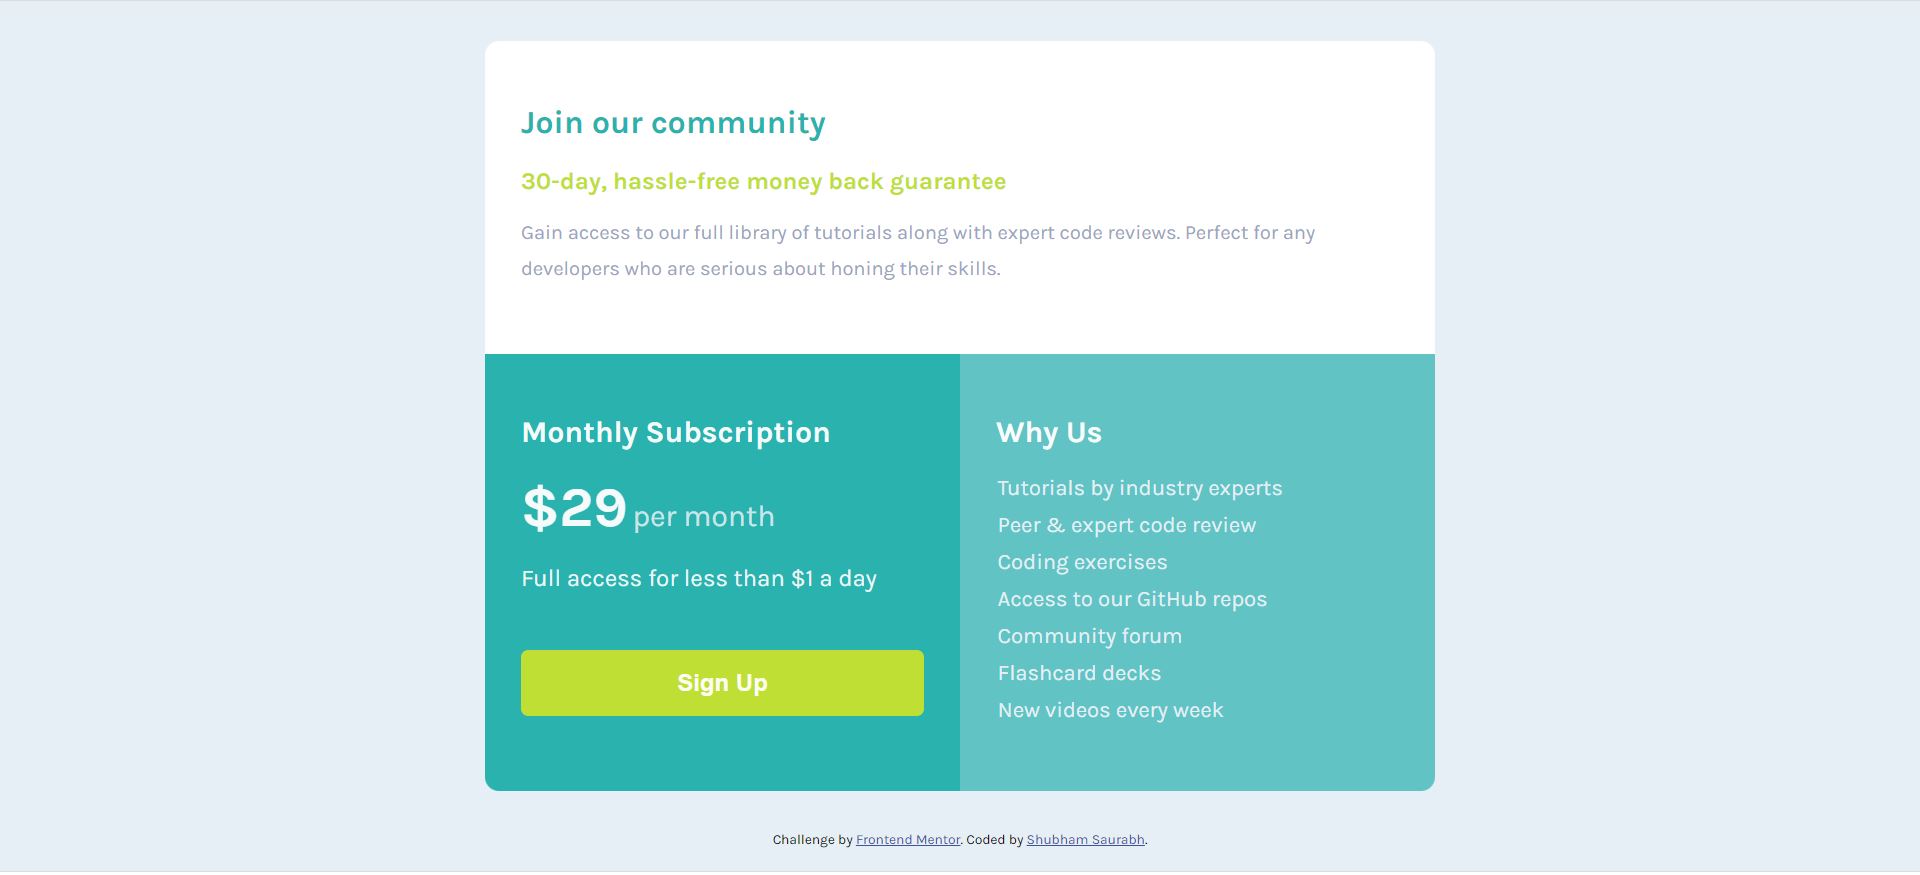 Join our community
30-day, hassle-free money back guarantee
Gain access to our full library of tutorials along with expert code reviews. Perfect for any
developers who are serious about honing their skills.
Monthly Subscription
$29 per month
Full access for less than $1 a day
Sign Up
Why Us
Tutorials by industry experts
Peer & expert code review
Coding exercises
Access to our GitHub repos
Community forum
Flashcard decks
New videos every week
Challenge by Frontend Mentor. Coded by Shubham Saurabh.